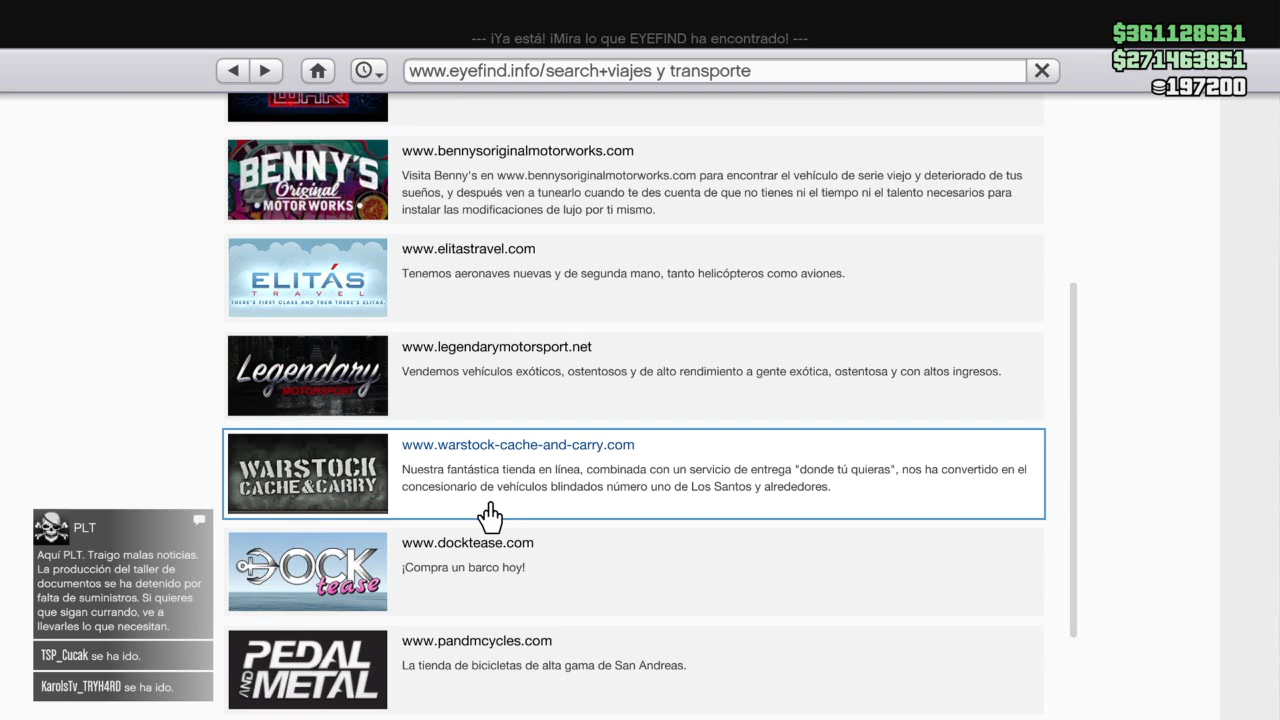 --- ¡Ya está! ¡Mira lo que EYEFIND ha encontrado! ---
$361128931
$271463851
197200
www.eyefind.info/search+viajes y transporte
WAR
BENNY'S
Original
• MOTOR WORKS •
www.bennysoriginalmotorworks.com
Visita Benny's en www.bennysoriginalmotorworks.com para encontrar el vehículo de serie viejo y deteriorado de tus
sueños, y después ven a tunearlo cuando te des cuenta de que no tienes ni el tiempo ni el talento necesarios para
instalar las modificaciones de lujo por ti mismo.
ELITÁS
TRAVEL
THERE'S FIRST CLASS AND THEN THERE'S ELITAS.
www.elitastravel.com
Tenemos aeronaves nuevas y de segunda mano, tanto helicópteros como aviones.
Legendary
MOTORSPORT
www.legendarymotorsport.net
Vendemos vehículos exóticos, ostentosos y de alto rendimiento a gente exótica, ostentosa y con altos ingresos.
WARSTOCK
CACHE&CARRY
www.warstock-cache-and-carry.com
Nuestra fantástica tienda en línea, combinada con un servicio de entrega "donde tú quieras", nos ha convertido en el
concesionario de vehículos blindados número uno de Los Santos y alrededores.
DOCK
tease
www.docktease.com
¡Compra un barco hoy!
PEDAL
AND METAL
www.pandmcycles.com
La tienda de bicicletas de alta gama de San Andreas.
PLT
Aquí PLT. Traigo malas noticias.
La producción del taller de
documentos se ha detenido por
falta de suministros. Si quieres
que sigan currando, ve a
llevarles lo que necesitan.
TSP_Cucak se ha ido.
KarolsTv_TRYH4RD se ha ido.